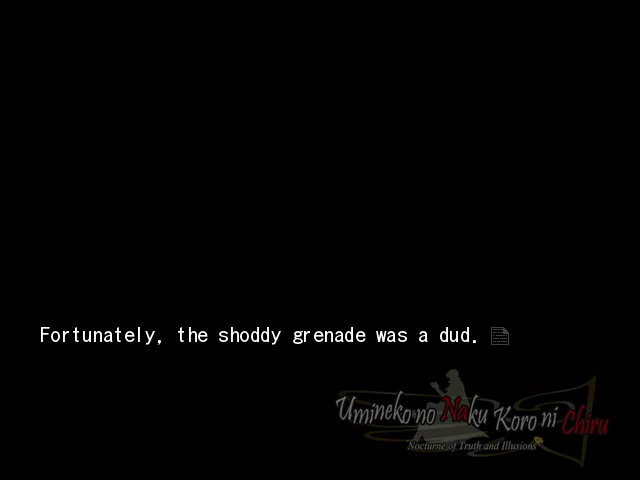 Fortunately, the shoddy grenade was a dud.
Umineko no Naku Koro ni Chiru
Nocturne of Truth and Illusions